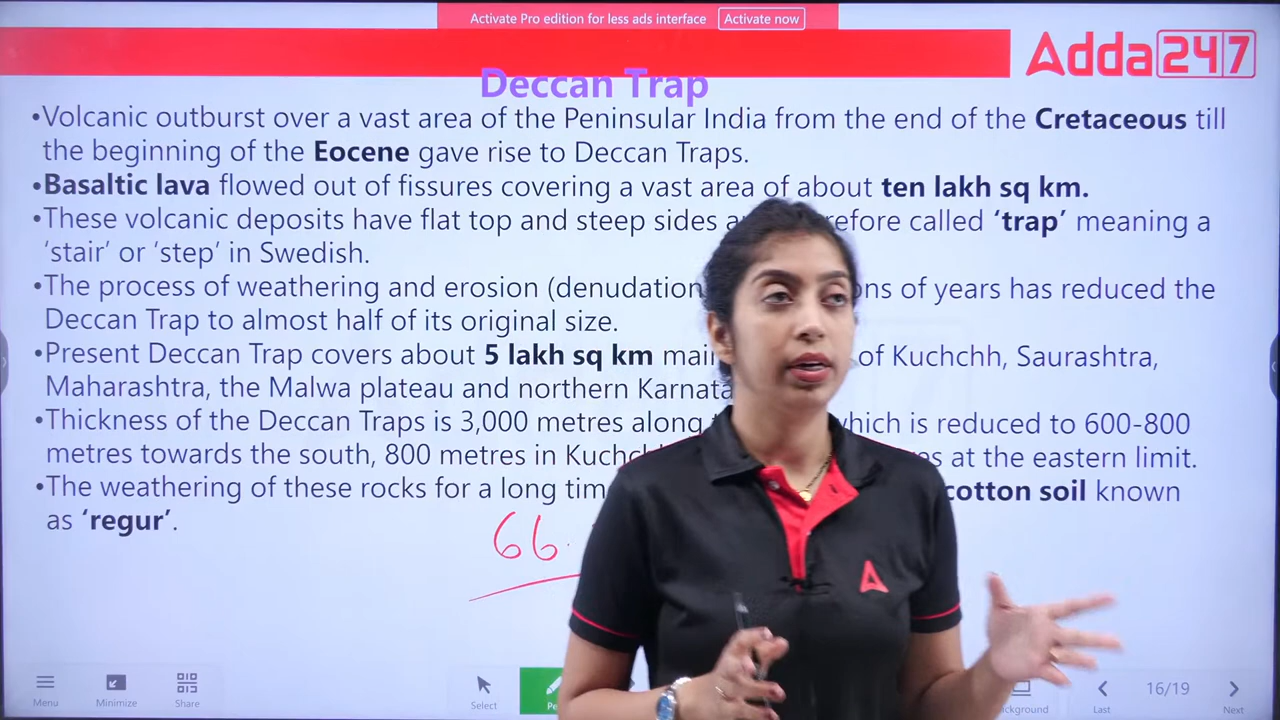 Activate Pro edition for less ads interface Activate now
Adda247
Deccan Trap
•Volcanic outburst over a vast area of the Peninsular India from the end of the Cretaceous till
the beginning of the Eocene gave rise to Deccan Traps.
•Basaltic lava flowed out of fissures covering a vast area of about ten lakh sq km.
•These volcanic deposits have flat top and steep sides called ‘trap’ meaning a
‘stair’ or ‘step’ in Swedish.
•The process of weathering and erosion (denudation of years has reduced the
Deccan Trap to almost half of its original size.
•Present Deccan Trap covers about 5 lakh sq km of Kuchchh, Saurashtra,
Maharashtra, the Malwa plateau and northern
•Thickness of the Deccan Traps is 3,000 metres along which is reduced to 600-800
metres towards the south, 800 metres in at the eastern limit.
•The weathering of these rocks for a long cotton soil known
as ‘regur’.
66
Menu Minimize Share Select 16/19 Last Next